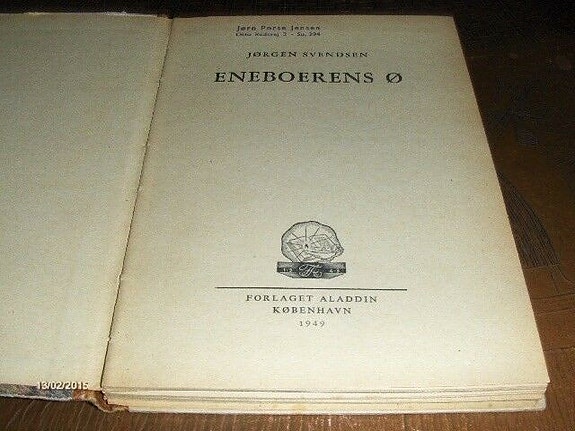 Jørn Porse Jensen
JØRGEN SVENDSEN
ENEBOERENS Ø
FORLAGET ALADDIN
KØBENHAVN
1949
13/02/2015